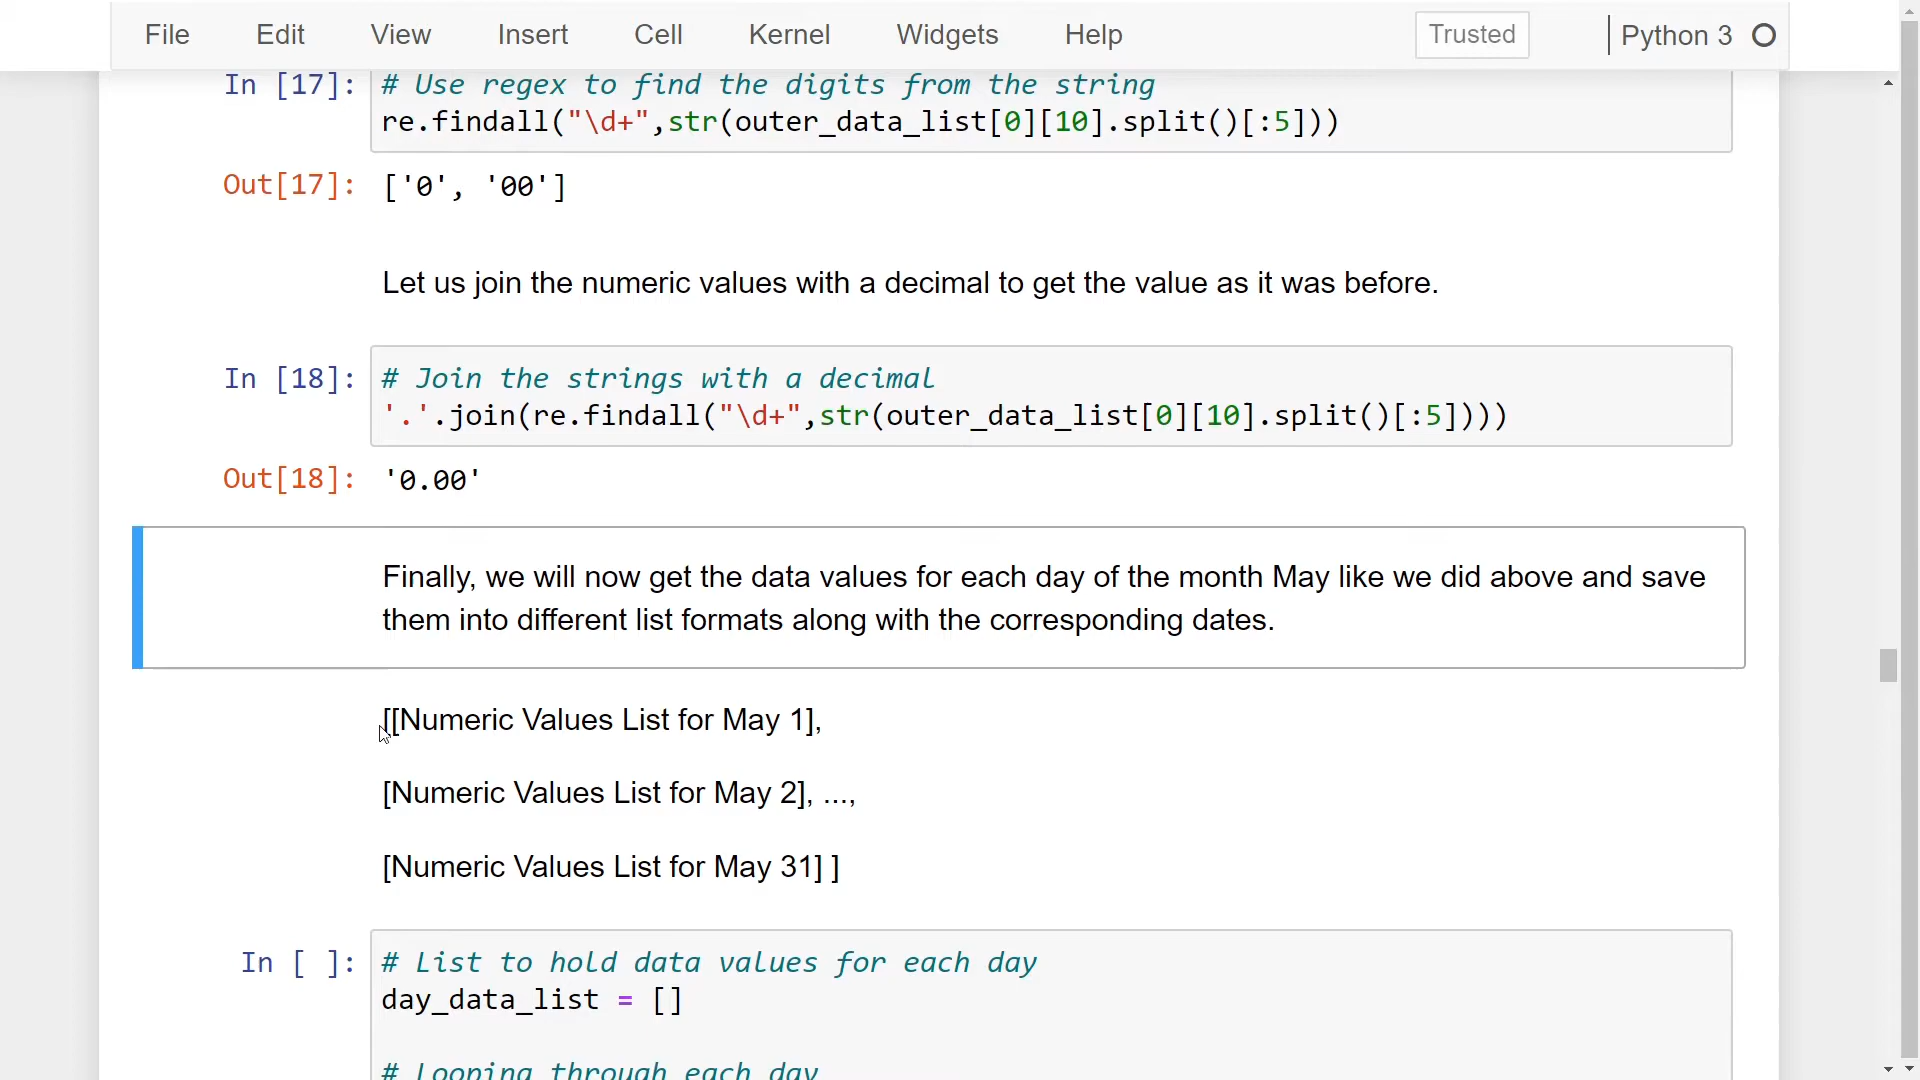 File Edit View Insert Cell Kernel Widgets Help Trusted Python 3
In [17]: # Use regex to find the digits from the string
re.findall("\d+",str(outer_data_list[0][10].split()[:5]))
Out[17]: ['0', '00']
Let us join the numeric values with a decimal to get the value as it was before.
In [18]: # Join the strings with a decimal
'.'.join(re.findall("\d+",str(outer_data_list[0][10].split()[:5])))
Out[18]: '0.00'
Finally, we will now get the data values for each day of the month May like we did above and save
them into different list formats along with the corresponding dates.
[[Numeric Values List for May 1],
[Numeric Values List for May 2], ...,
[Numeric Values List for May 31] ]
In [ ]: # List to hold data values for each day
day_data_list = []
# Looping through each day